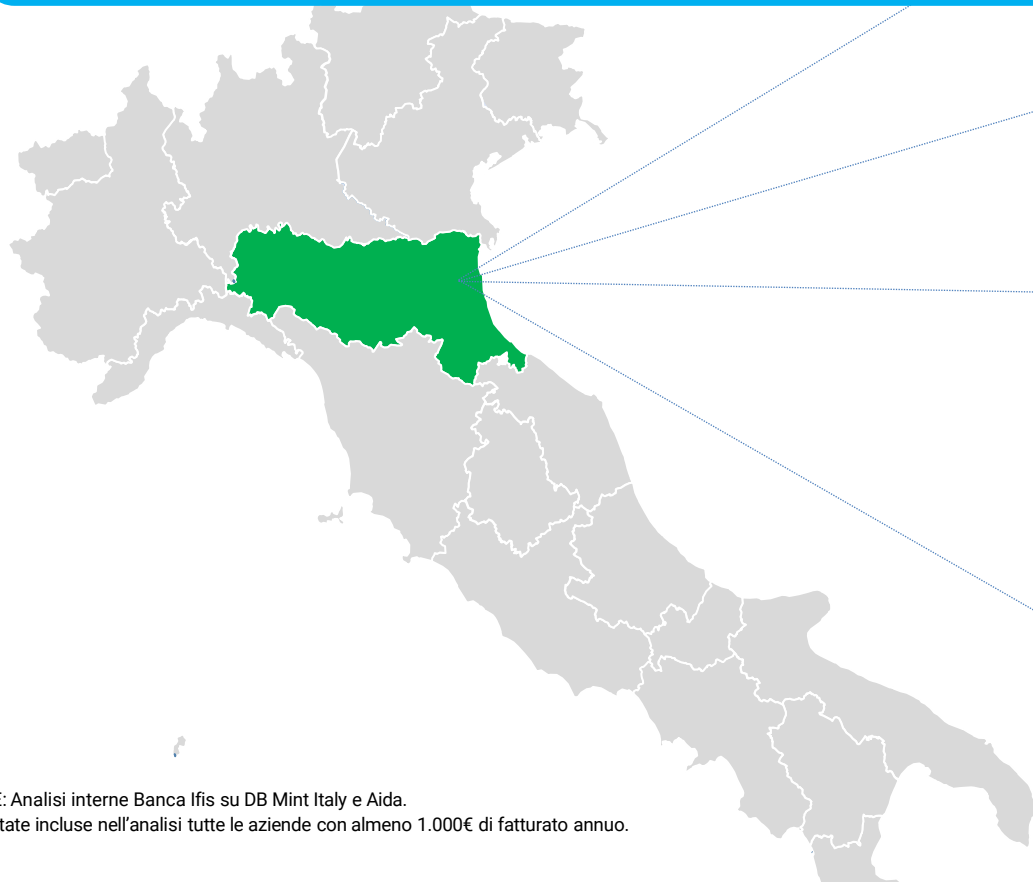 : Analisi interne Banca Ifis su DB Mint Italy e Aida.
tate incluse nell'analisi tutte le aziende con almeno 1.000€ di fatturato annuo.